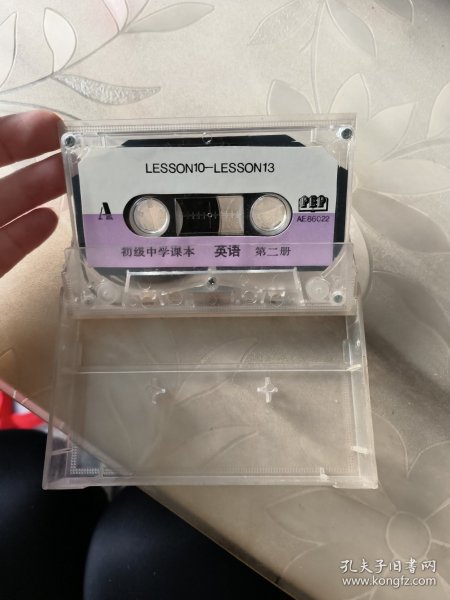 LESSON10-LESSON13
A
PEP
AE86022
初级中学课本 英语 第二册
孔夫子旧书网
www.kongfz.com